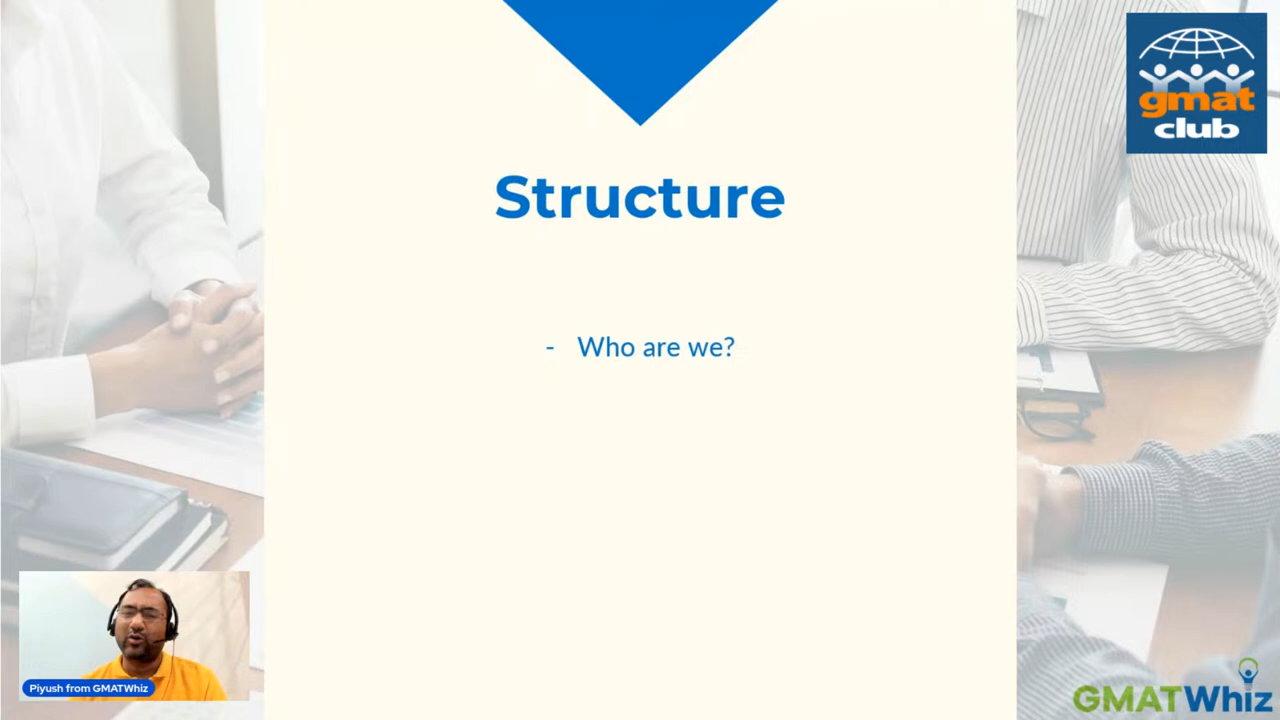 gmat
club
Structure
- Who are we?
Piyush from GMATWhiz
GMATWhiz